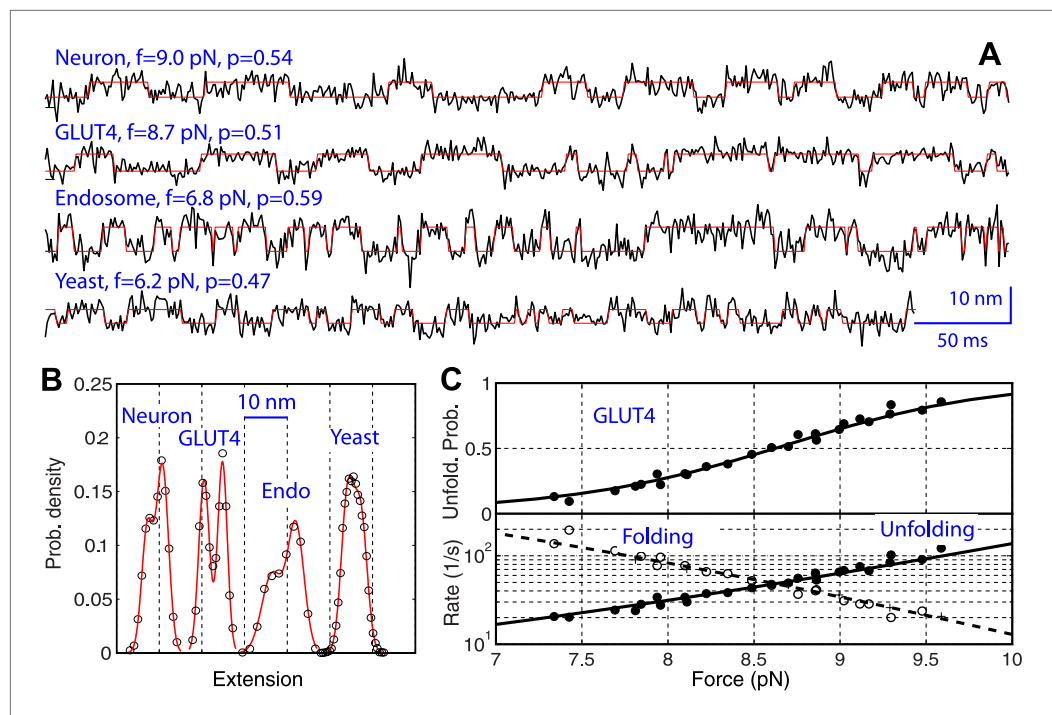 A
Neuron, f=9.0 pN, p=0.54
GLUT4, f=8.7 pN, p=0.51
Endosome, f=6.8 pN, p=0.59
Yeast, f=6.2 pN, p=0.47
10 nm
50 ms
B
0.25
0.2
0.15
0.1
0.05
0
Prob. density
Neuron
10 nm
GLUT4
Yeast
Endo
Extension
C
1
0.5
0
Unfold. Prob.
GLUT4
Folding
Unfolding
10²
10¹
Rate (1/s)
7 7.5 8 8.5 9 9.5 10
Force (pN)